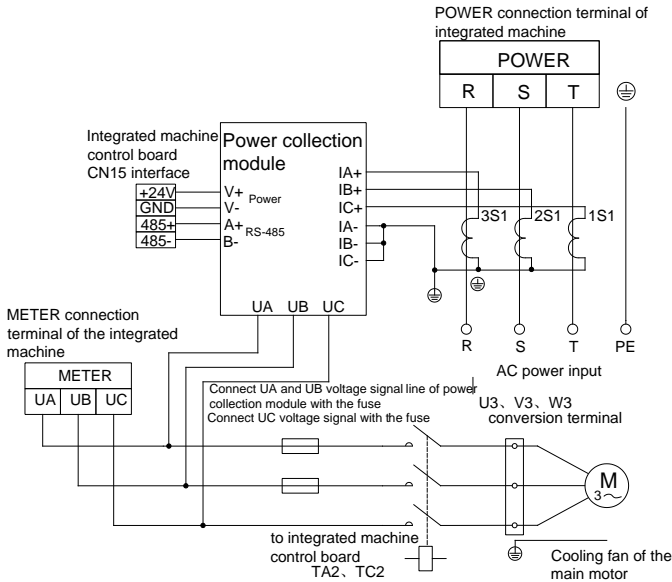 POWER connection terminal of
integrated machine
POWER
R S T
Integrated machine
control board
CN15 interface
Power collection
module
+24V
GND
485+
485-
V+
V-
A+
B-
Power
RS-485
IA+
IB+
IC+
IA-
IB-
IC-
3S1 2S1 1S1
UA UB UC
R S T PE
AC power input
METER connection
terminal of the integrated
machine
METER
UA UB UC
Connect UA and UB voltage signal line of power
collection module with the fuse
Connect UC voltage signal with the fuse
U3、V3、W3
conversion terminal
M
3～
to integrated machine
control board
TA2、TC2
Cooling fan of the
main motor